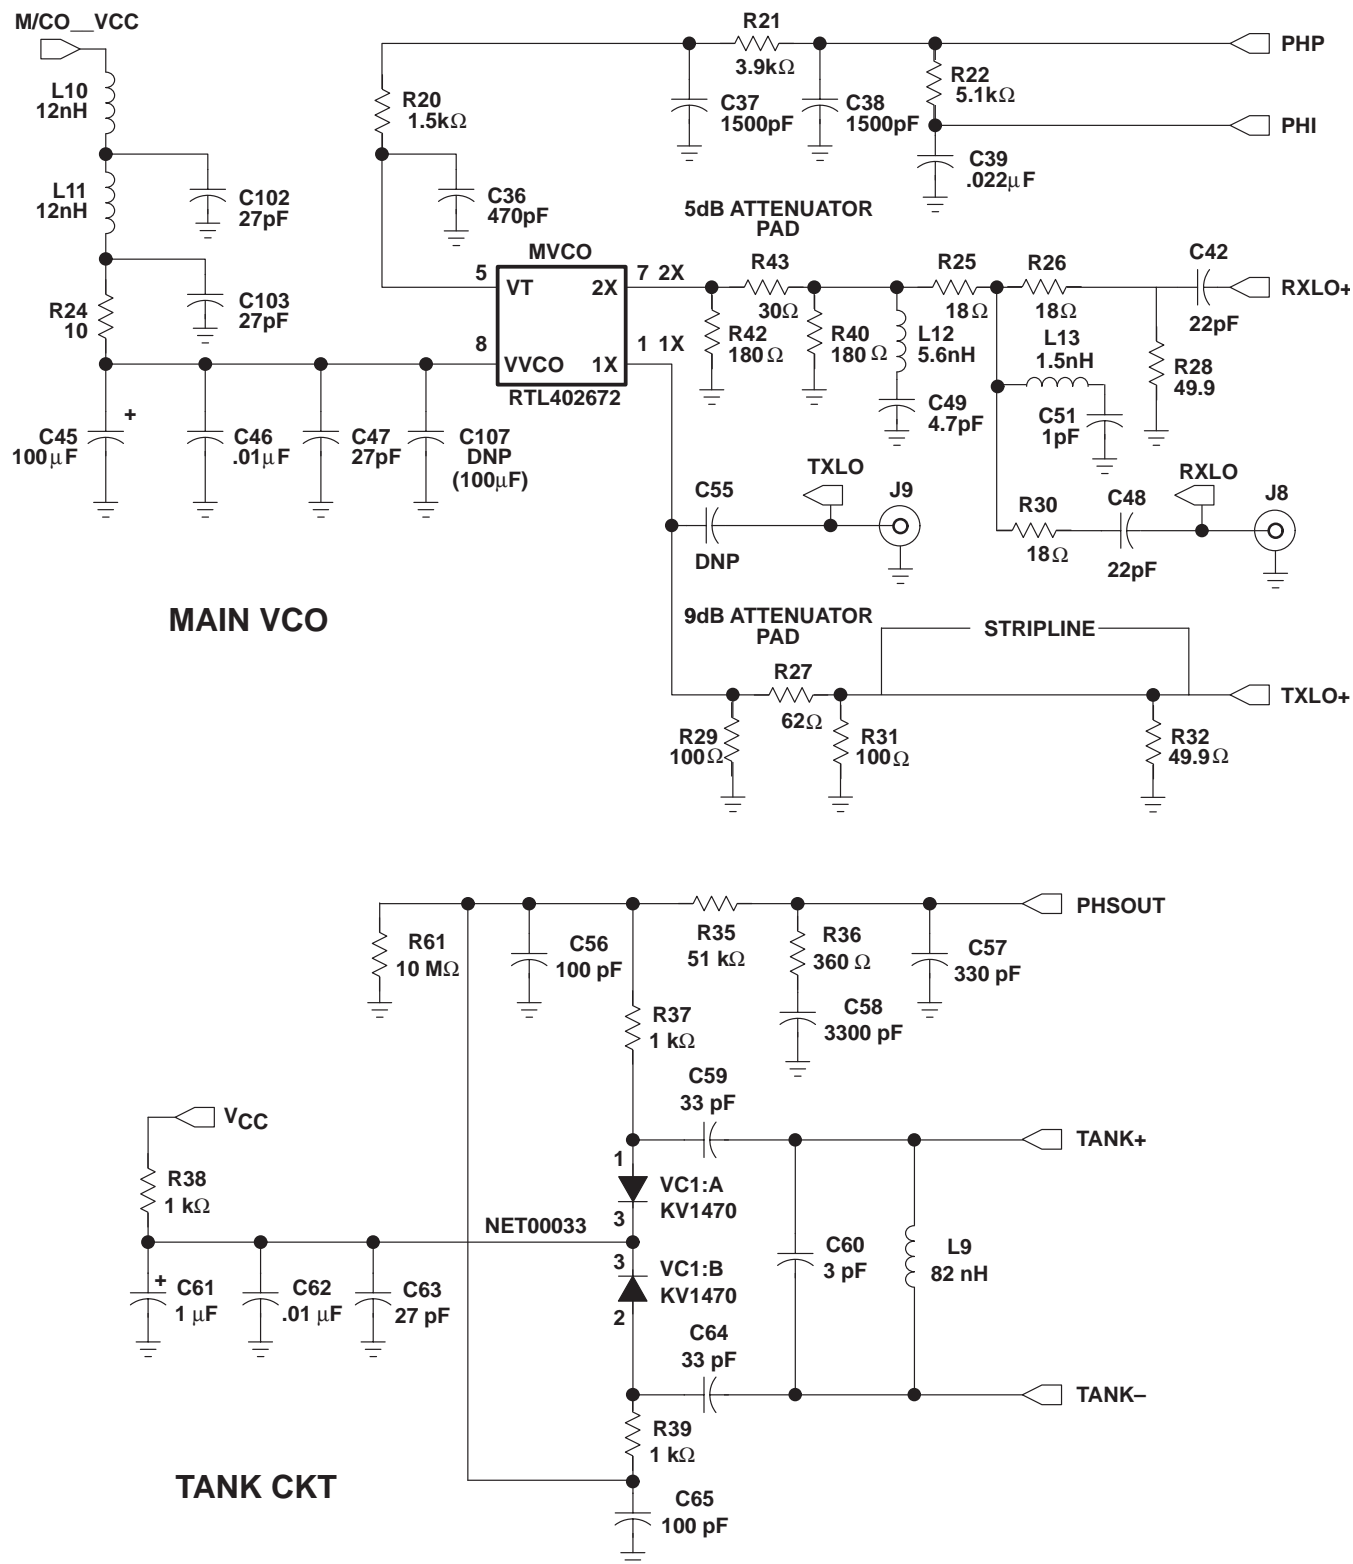 M/CO__VCC
L10
12nH
L11
12nH
C102
27pF
C103
27pF
R24
10
C45
100μF
+
C46
.01μF
C47
27pF
C107
DNP
(100μF)
R20
1.5kΩ
C36
470pF
R21
3.9kΩ
C37
1500pF
C38
1500pF
R22
5.1kΩ
C39
.022μF
PHP
PHI
MVCO
5
VT
8
VVCO
7 2X
2X
1 1X
1X
RTL402672
5dB ATTENUATOR
PAD
R43
30Ω
R42
180 Ω
R40
180 Ω
L12
5.6nH
C49
4.7pF
R25
18Ω
R26
18Ω
L13
1.5nH
C51
1pF
C42
22pF
R28
49.9
RXLO+
C55
DNP
TXLO
J9
R30
18Ω
C48
22pF
RXLO
J8
MAIN VCO
9dB ATTENUATOR
PAD
R27
62Ω
R29
100Ω
R31
100Ω
STRIPLINE
R32
49.9Ω
TXLO+
R61
10 MΩ
C56
100 pF
R35
51 kΩ
R36
360 Ω
C57
330 pF
C58
3300 pF
PHSOUT
R37
1 kΩ
C59
33 pF
VCC
R38
1 kΩ
NET00033
1
VC1:A
KV1470
3
3
VC1:B
KV1470
2
C60
3 pF
L9
82 nH
TANK+
+
C61
1 μF
C62
.01 μF
C63
27 pF
C64
33 pF
TANK–
R39
1 kΩ
C65
100 pF
TANK CKT